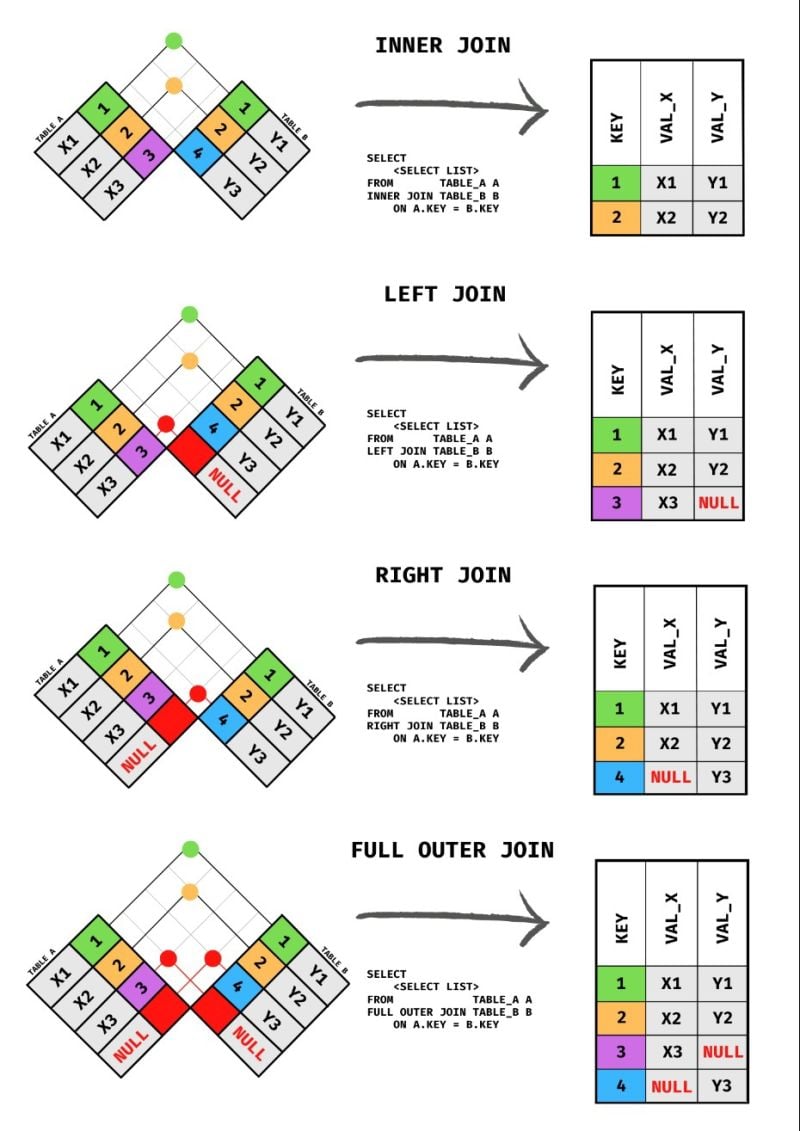 INNER JOIN
TABLE A
1
X1
2
X2
3
X3
TABLE B
1
Y1
2
Y2
4
Y3
SELECT
<SELECT LIST>
FROM TABLE_A A
INNER JOIN TABLE_B B
ON A.KEY = B.KEY
KEY VAL_X VAL_Y
1 X1 Y1
2 X2 Y2
LEFT JOIN
TABLE A
1
X1
2
X2
3
X3
TABLE B
1
Y1
2
Y2
4
Y3
NULL
SELECT
<SELECT LIST>
FROM TABLE_A A
LEFT JOIN TABLE_B B
ON A.KEY = B.KEY
KEY VAL_X VAL_Y
1 X1 Y1
2 X2 Y2
3 X3 NULL
RIGHT JOIN
TABLE A
1
X1
2
X2
3
X3
NULL
TABLE B
1
Y1
2
Y2
4
Y3
SELECT
<SELECT LIST>
FROM TABLE_A A
RIGHT JOIN TABLE_B B
ON A.KEY = B.KEY
KEY VAL_X VAL_Y
1 X1 Y1
2 X2 Y2
4 NULL Y3
FULL OUTER JOIN
TABLE A
1
X1
2
X2
3
X3
NULL
TABLE B
1
Y1
2
Y2
4
Y3
NULL
SELECT
<SELECT LIST>
FROM TABLE_A A
FULL OUTER JOIN TABLE_B B
ON A.KEY = B.KEY
KEY VAL_X VAL_Y
1 X1 Y1
2 X2 Y2
3 X3 NULL
4 NULL Y3